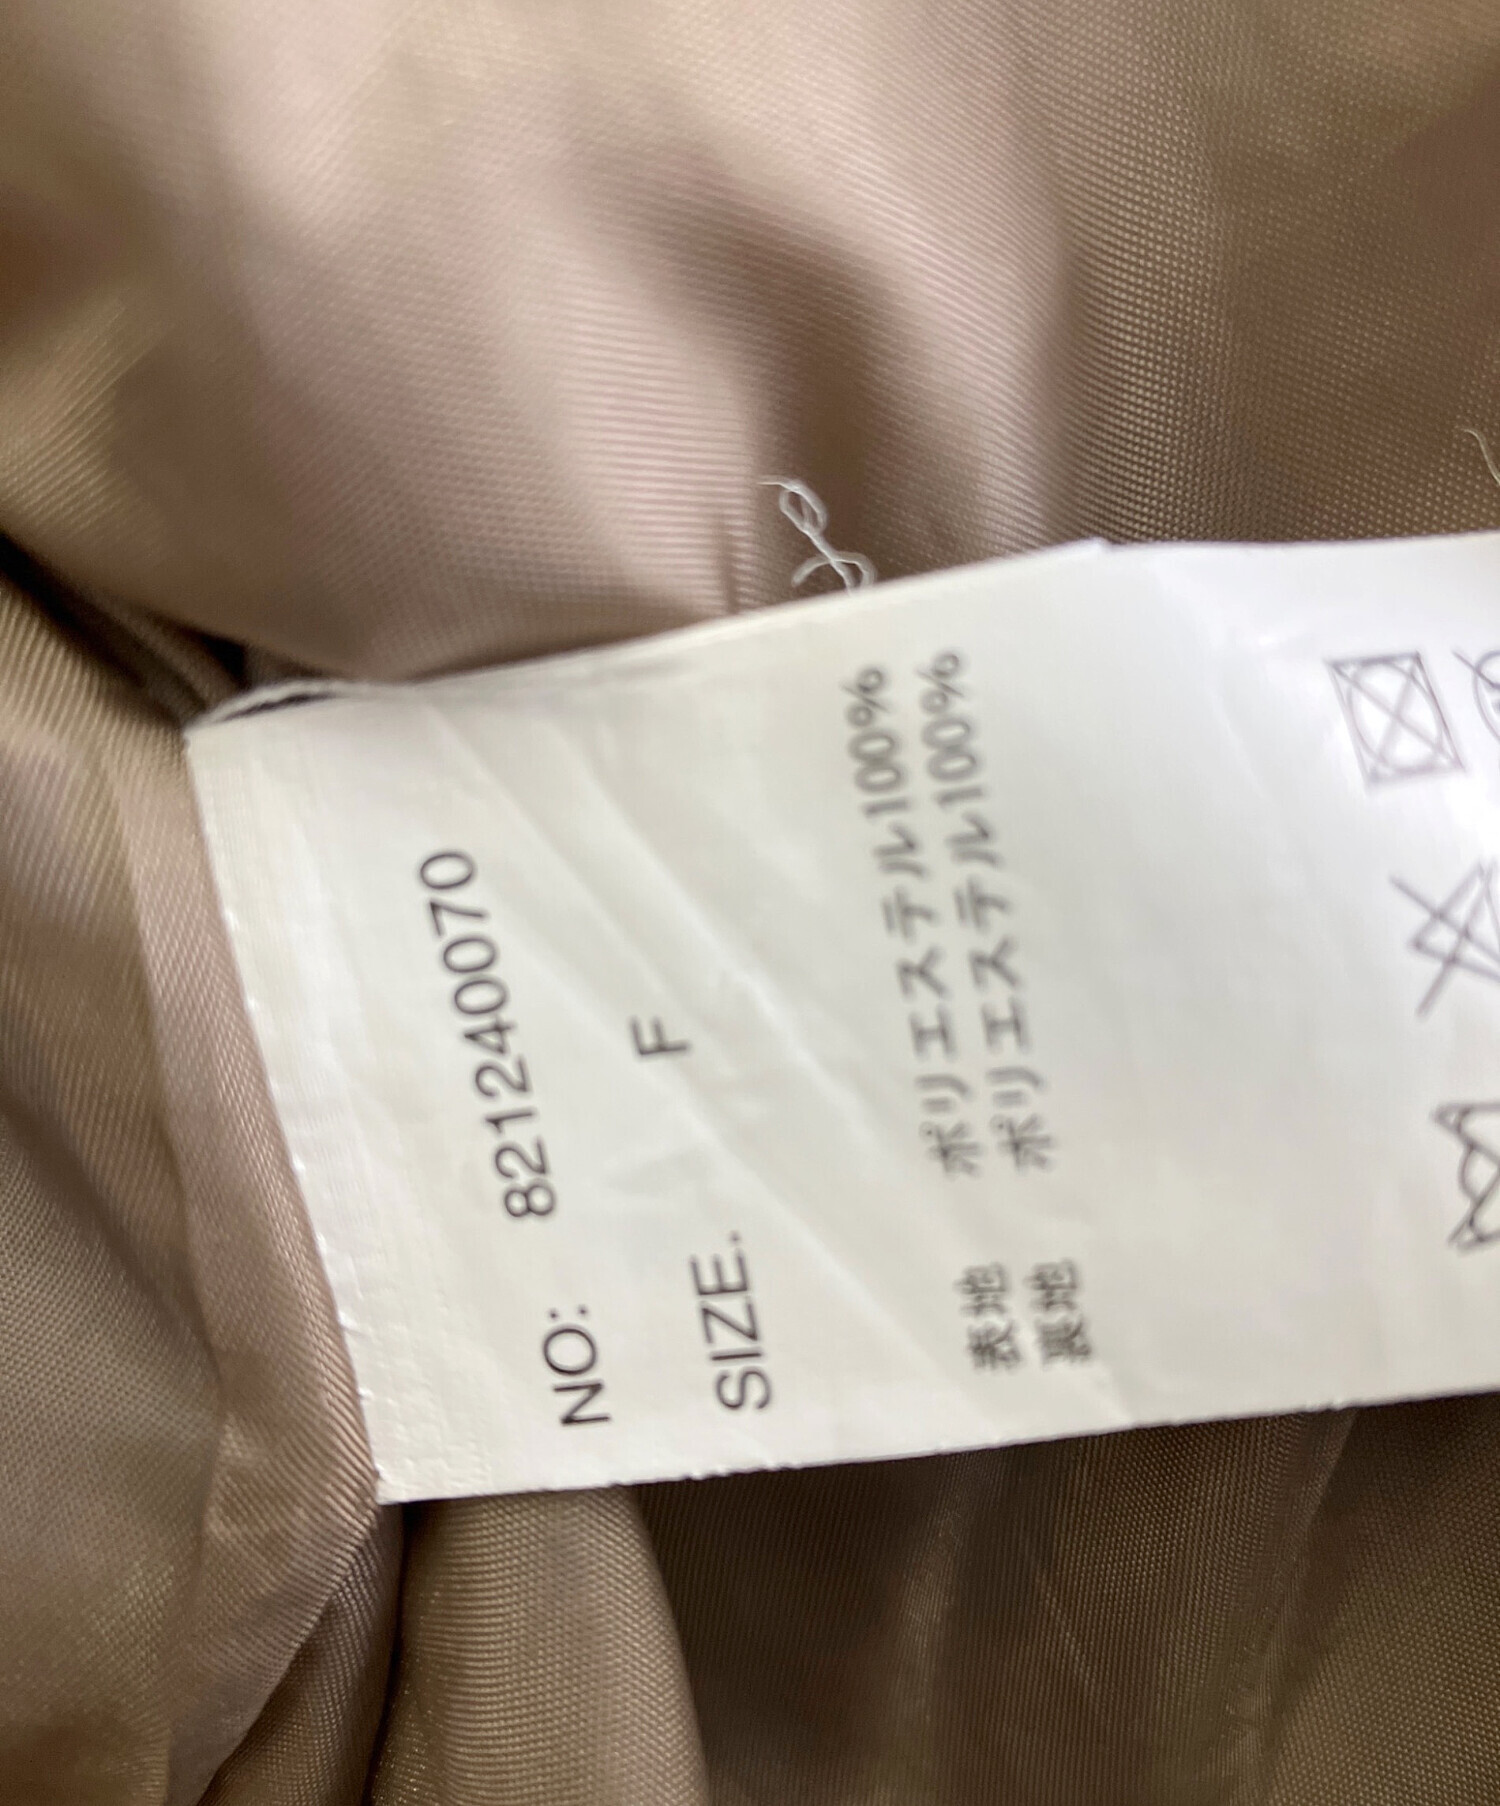 NO: 821240070
SIZE. F
表地 ポリエステル100%
裏地 ポリエステル100%